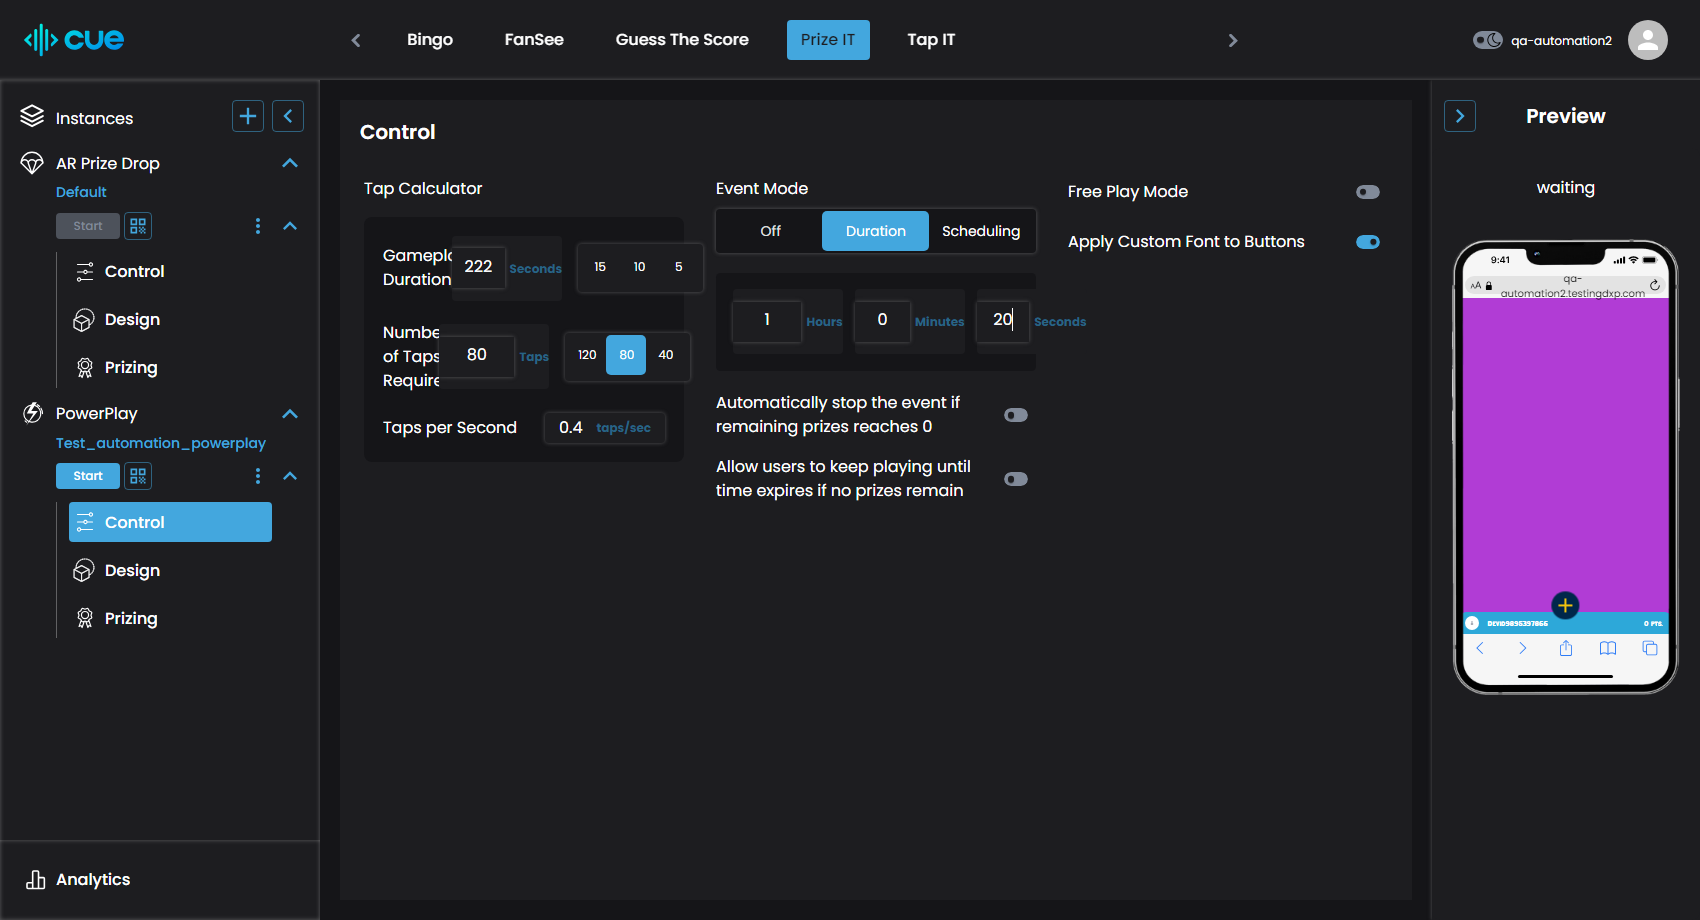 cue
Bingo
FanSee
Guess The Score
Prize IT
Tap IT
qa-automation2
Instances
AR Prize Drop
Default
Start
Control
Design
Prizing
PowerPlay
Test_automation_powerplay
Start
Control
Design
Prizing
Analytics
Control
Tap Calculator
Gameplc
Duration
222
Seconds
15
10
5
Numbe
of Taps
Require
80
Taps
120
80
40
Taps per Second
0.4
taps/sec
Event Mode
Off
Duration
Scheduling
1
Hours
0
Minutes
20
Seconds
Automatically stop the event if
remaining prizes reaches 0
Allow users to keep playing until
time expires if no prizes remain
Free Play Mode
Apply Custom Font to Buttons
Preview
waiting
9:41
AA
qa-
automation2.testingdxp.com
0 PTS.